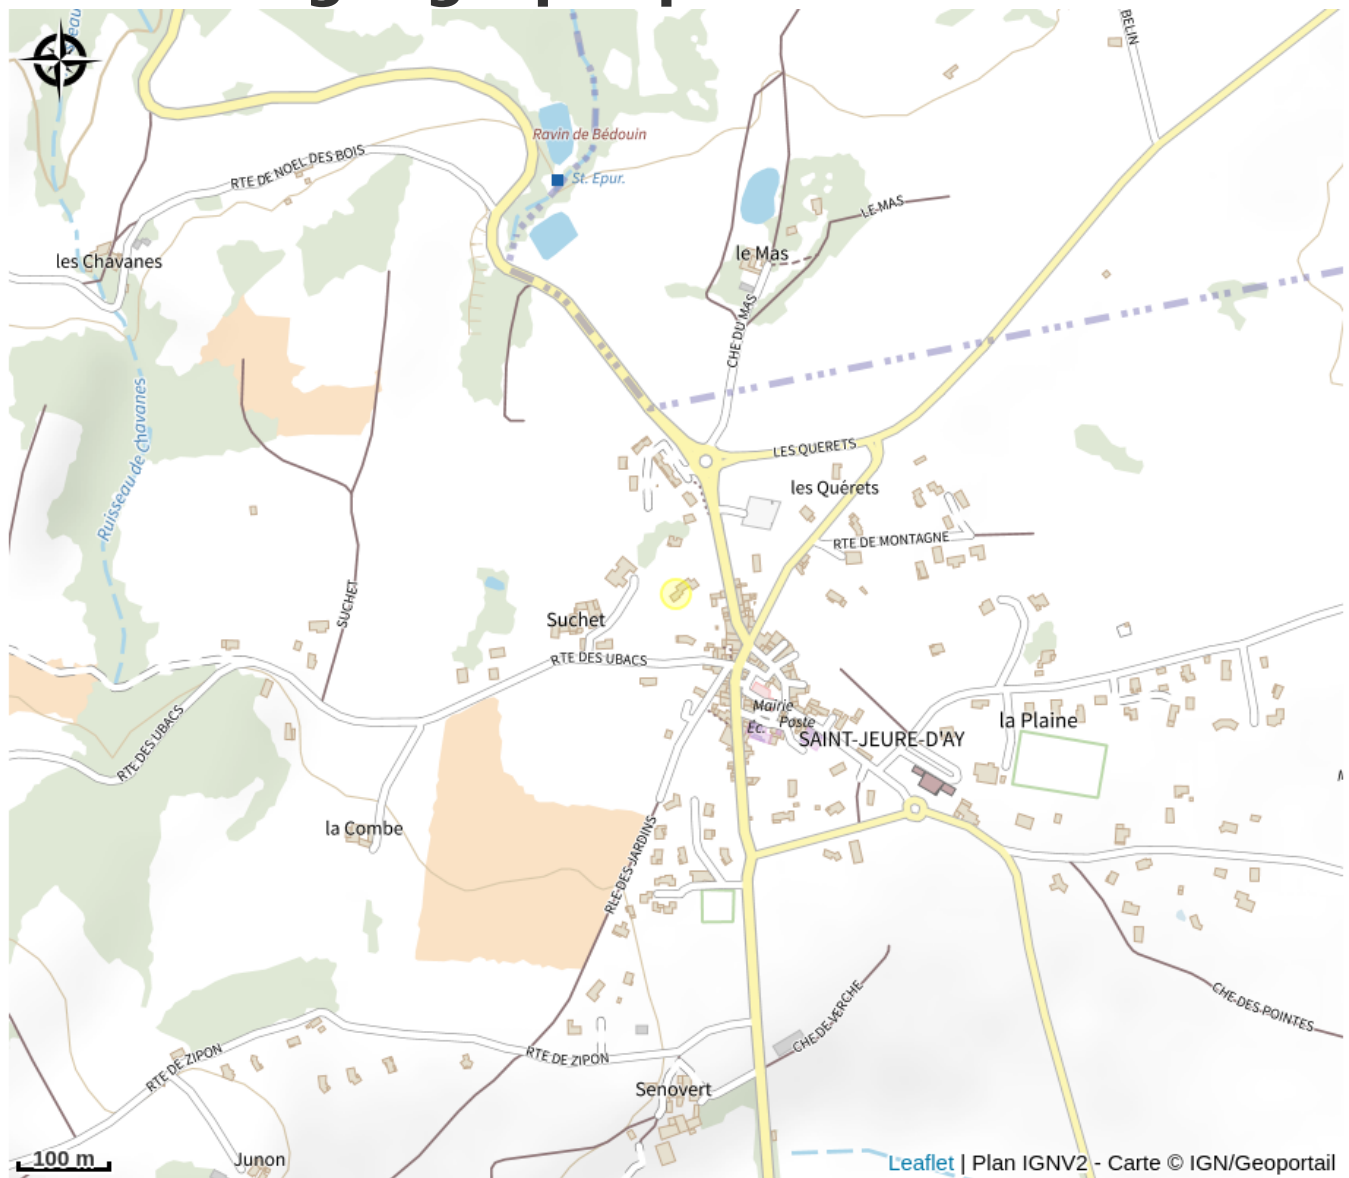 BELIN
Ravin de Bédouin
RTE DE NOEL DES BOIS
St. Epur.
LE MAS
le Mas
les Chavanes
CHE DU MAS
Ruisseau de Chavanes
LES QUERETS
les Quérets
RTE DE MONTAGNE
SUCHET
Suchet
RTE DES UBACS
Mairie
Poste
Ec.
SAINT-JEURE-D'AY
la Plaine
RTE DES UBACS
la Combe
RLE DES JARDINS
CHE DES POINTES
CHE DE VERCHE
RTE DE ZIPON
RTE DE ZIPON
Senovert
Junon
100 m
Leaflet | Plan IGNV2 - Carte © IGN/Geoportail